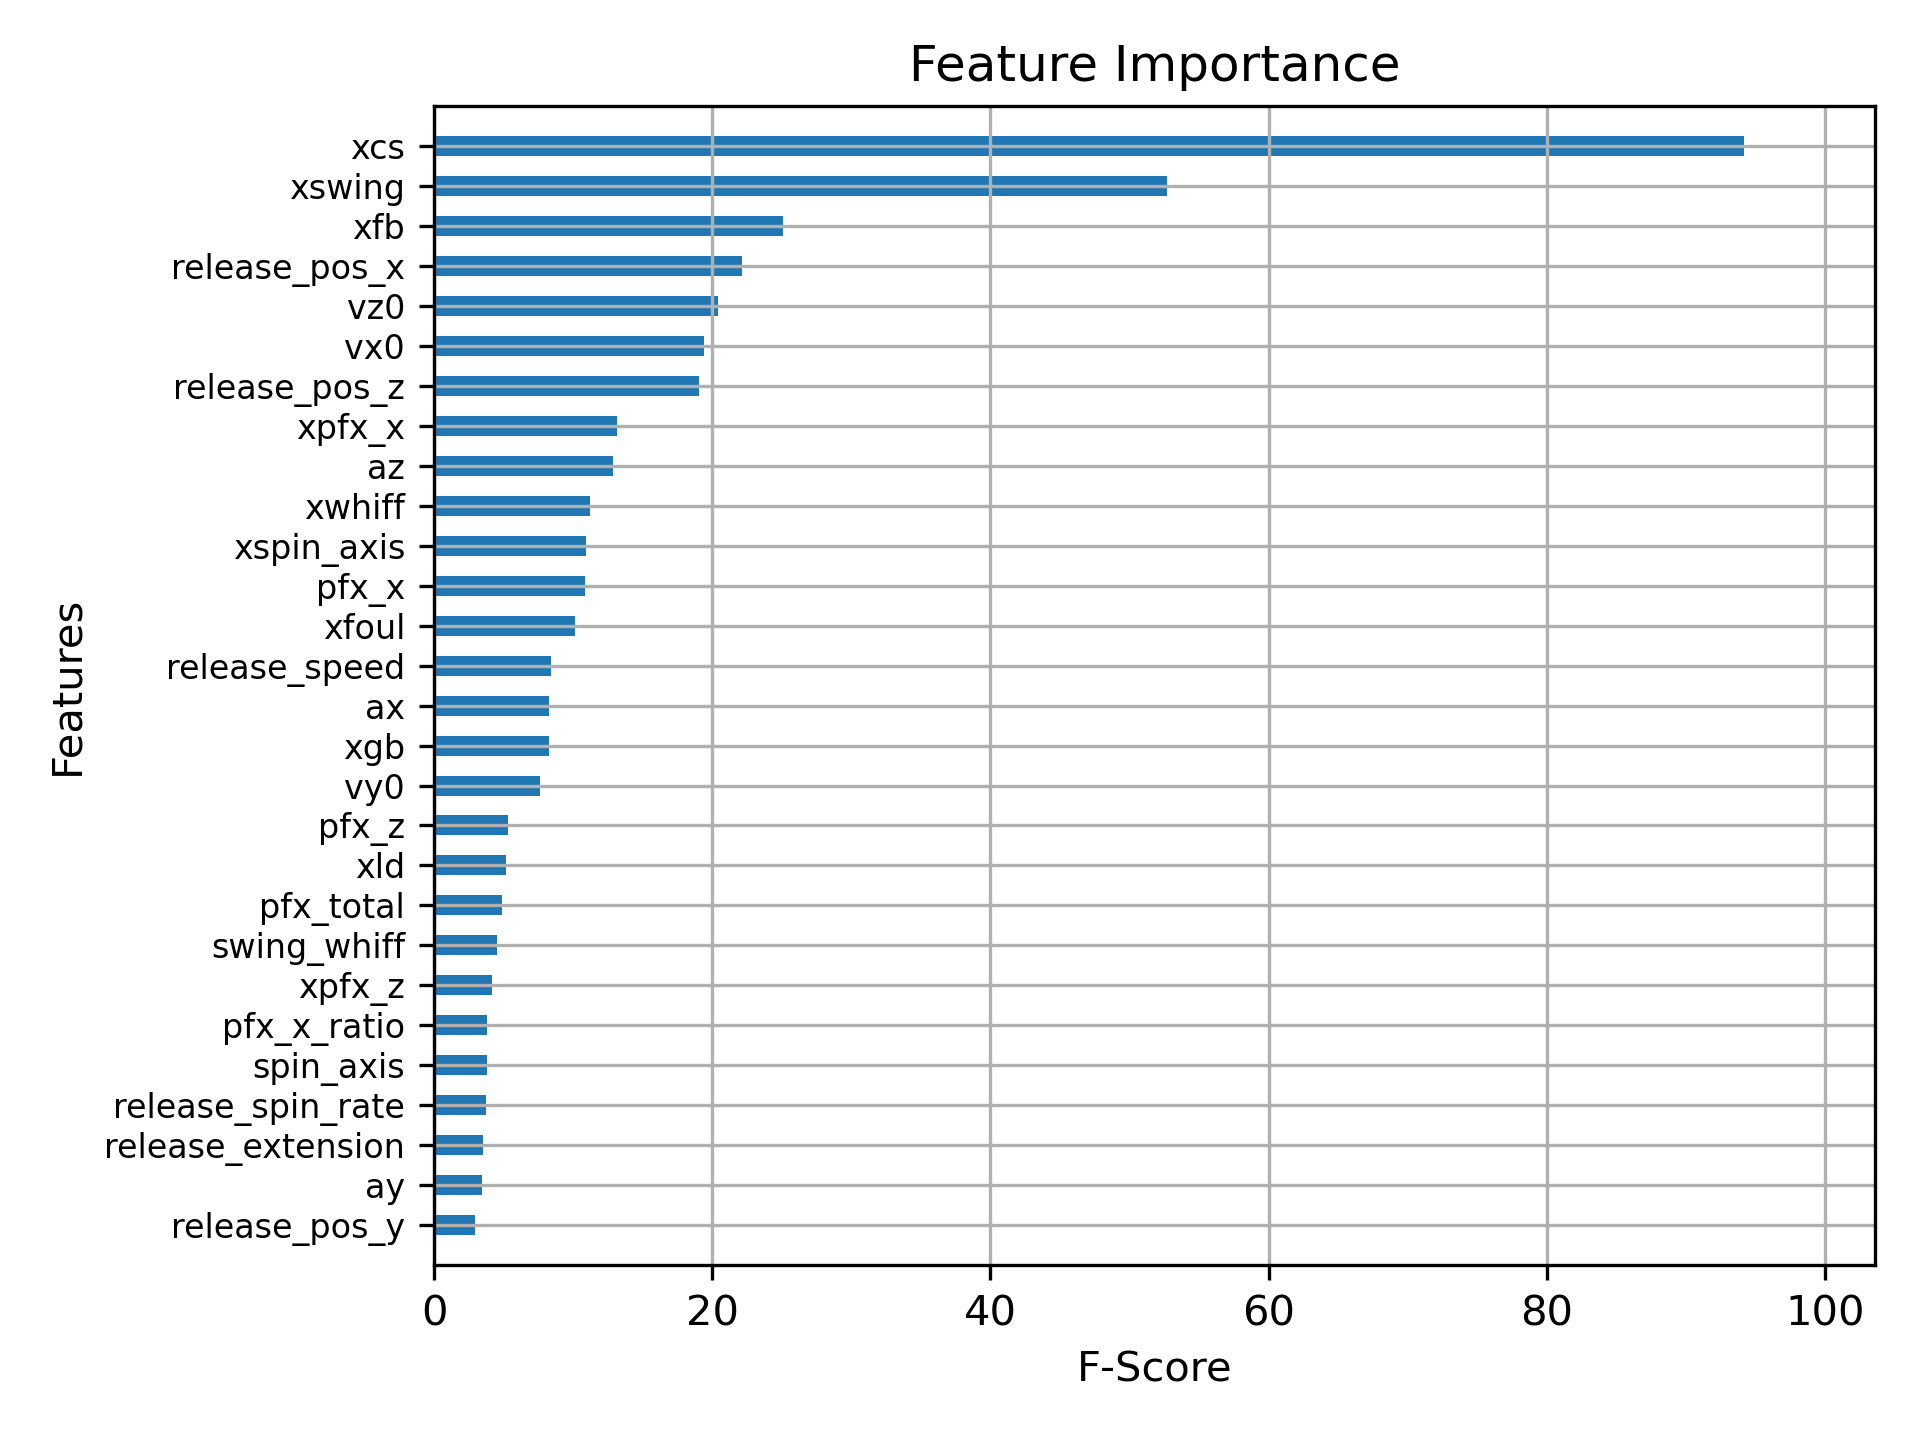 Feature Importance
xcs
xswing
xfb
release_pos_x
vz0
vx0
release_pos_z
xpfx_x
az
xwhiff
xspin_axis
pfx_x
xfoul
release_speed
ax
xgb
vy0
pfx_z
xld
pfx_total
swing_whiff
xpfx_z
pfx_x_ratio
spin_axis
release_spin_rate
release_extension
ay
release_pos_y
Features
0 20 40 60 80 100
F-Score